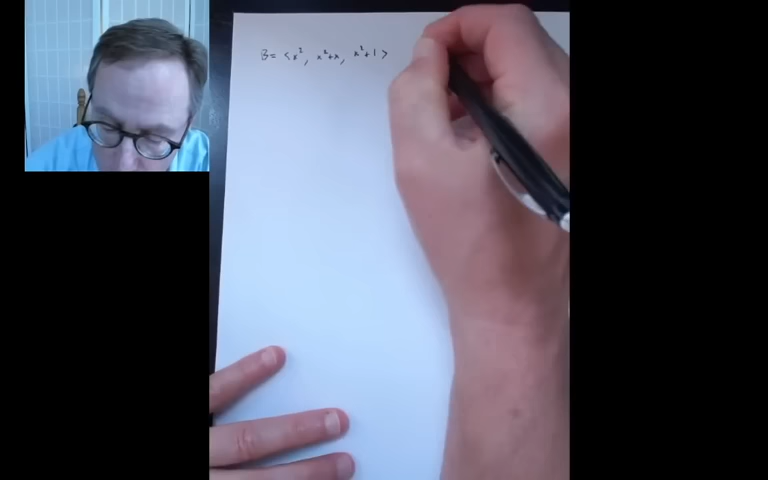 B = <x², x²+x, x²+1>